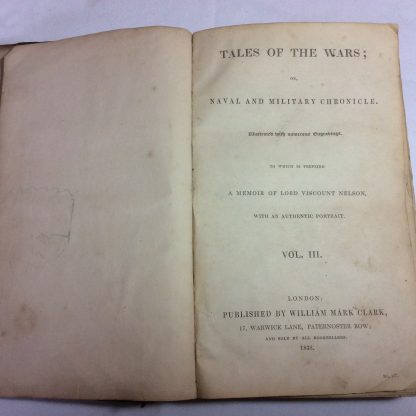 TALES OF THE WARS;
OR,
NAVAL AND MILITARY CHRONICLE.
Illustrated with numerous Engravings.
TO WHICH IS PREFIXED
A MEMOIR OF LORD VISCOUNT NELSON,
WITH AN AUTHENTIC PORTRAIT.
VOL. III.
LONDON:
PUBLISHED BY WILLIAM MARK CLARK,
17, WARWICK LANE, PATERNOSTER ROW;
AND SOLD BY ALL BOOKSELLERS.
1838.